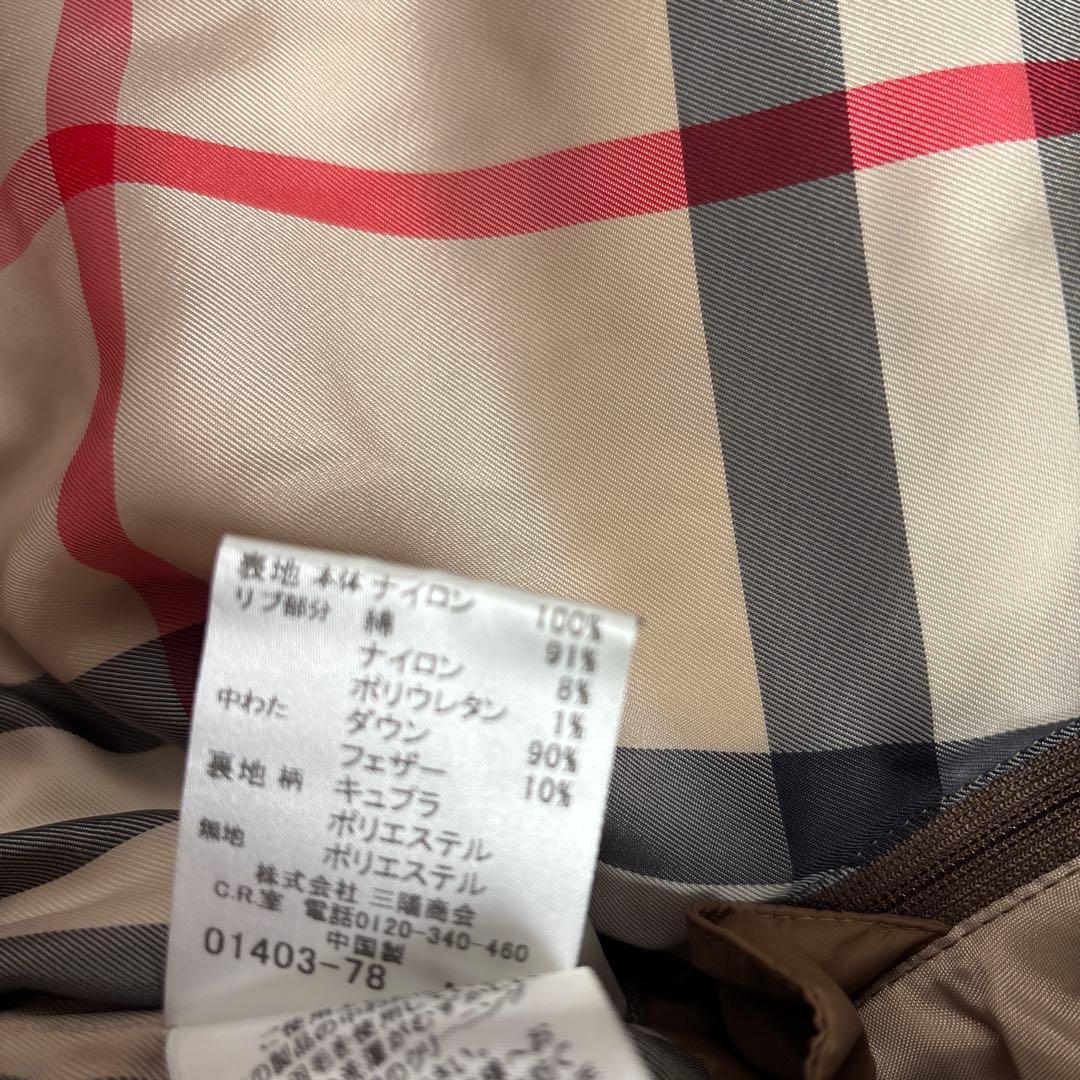 表地 本体 ナイロン 100%
リブ部分 綿 91%
ナイロン 8%
ポリウレタン 1%
中わた ダウン 90%
フェザー 10%
裏地 柄 キュプラ
ポリエステル
無地 ポリエステル
株式会社 三陽商会
C.R.室 電話0120-340-460
中国製
01403-78